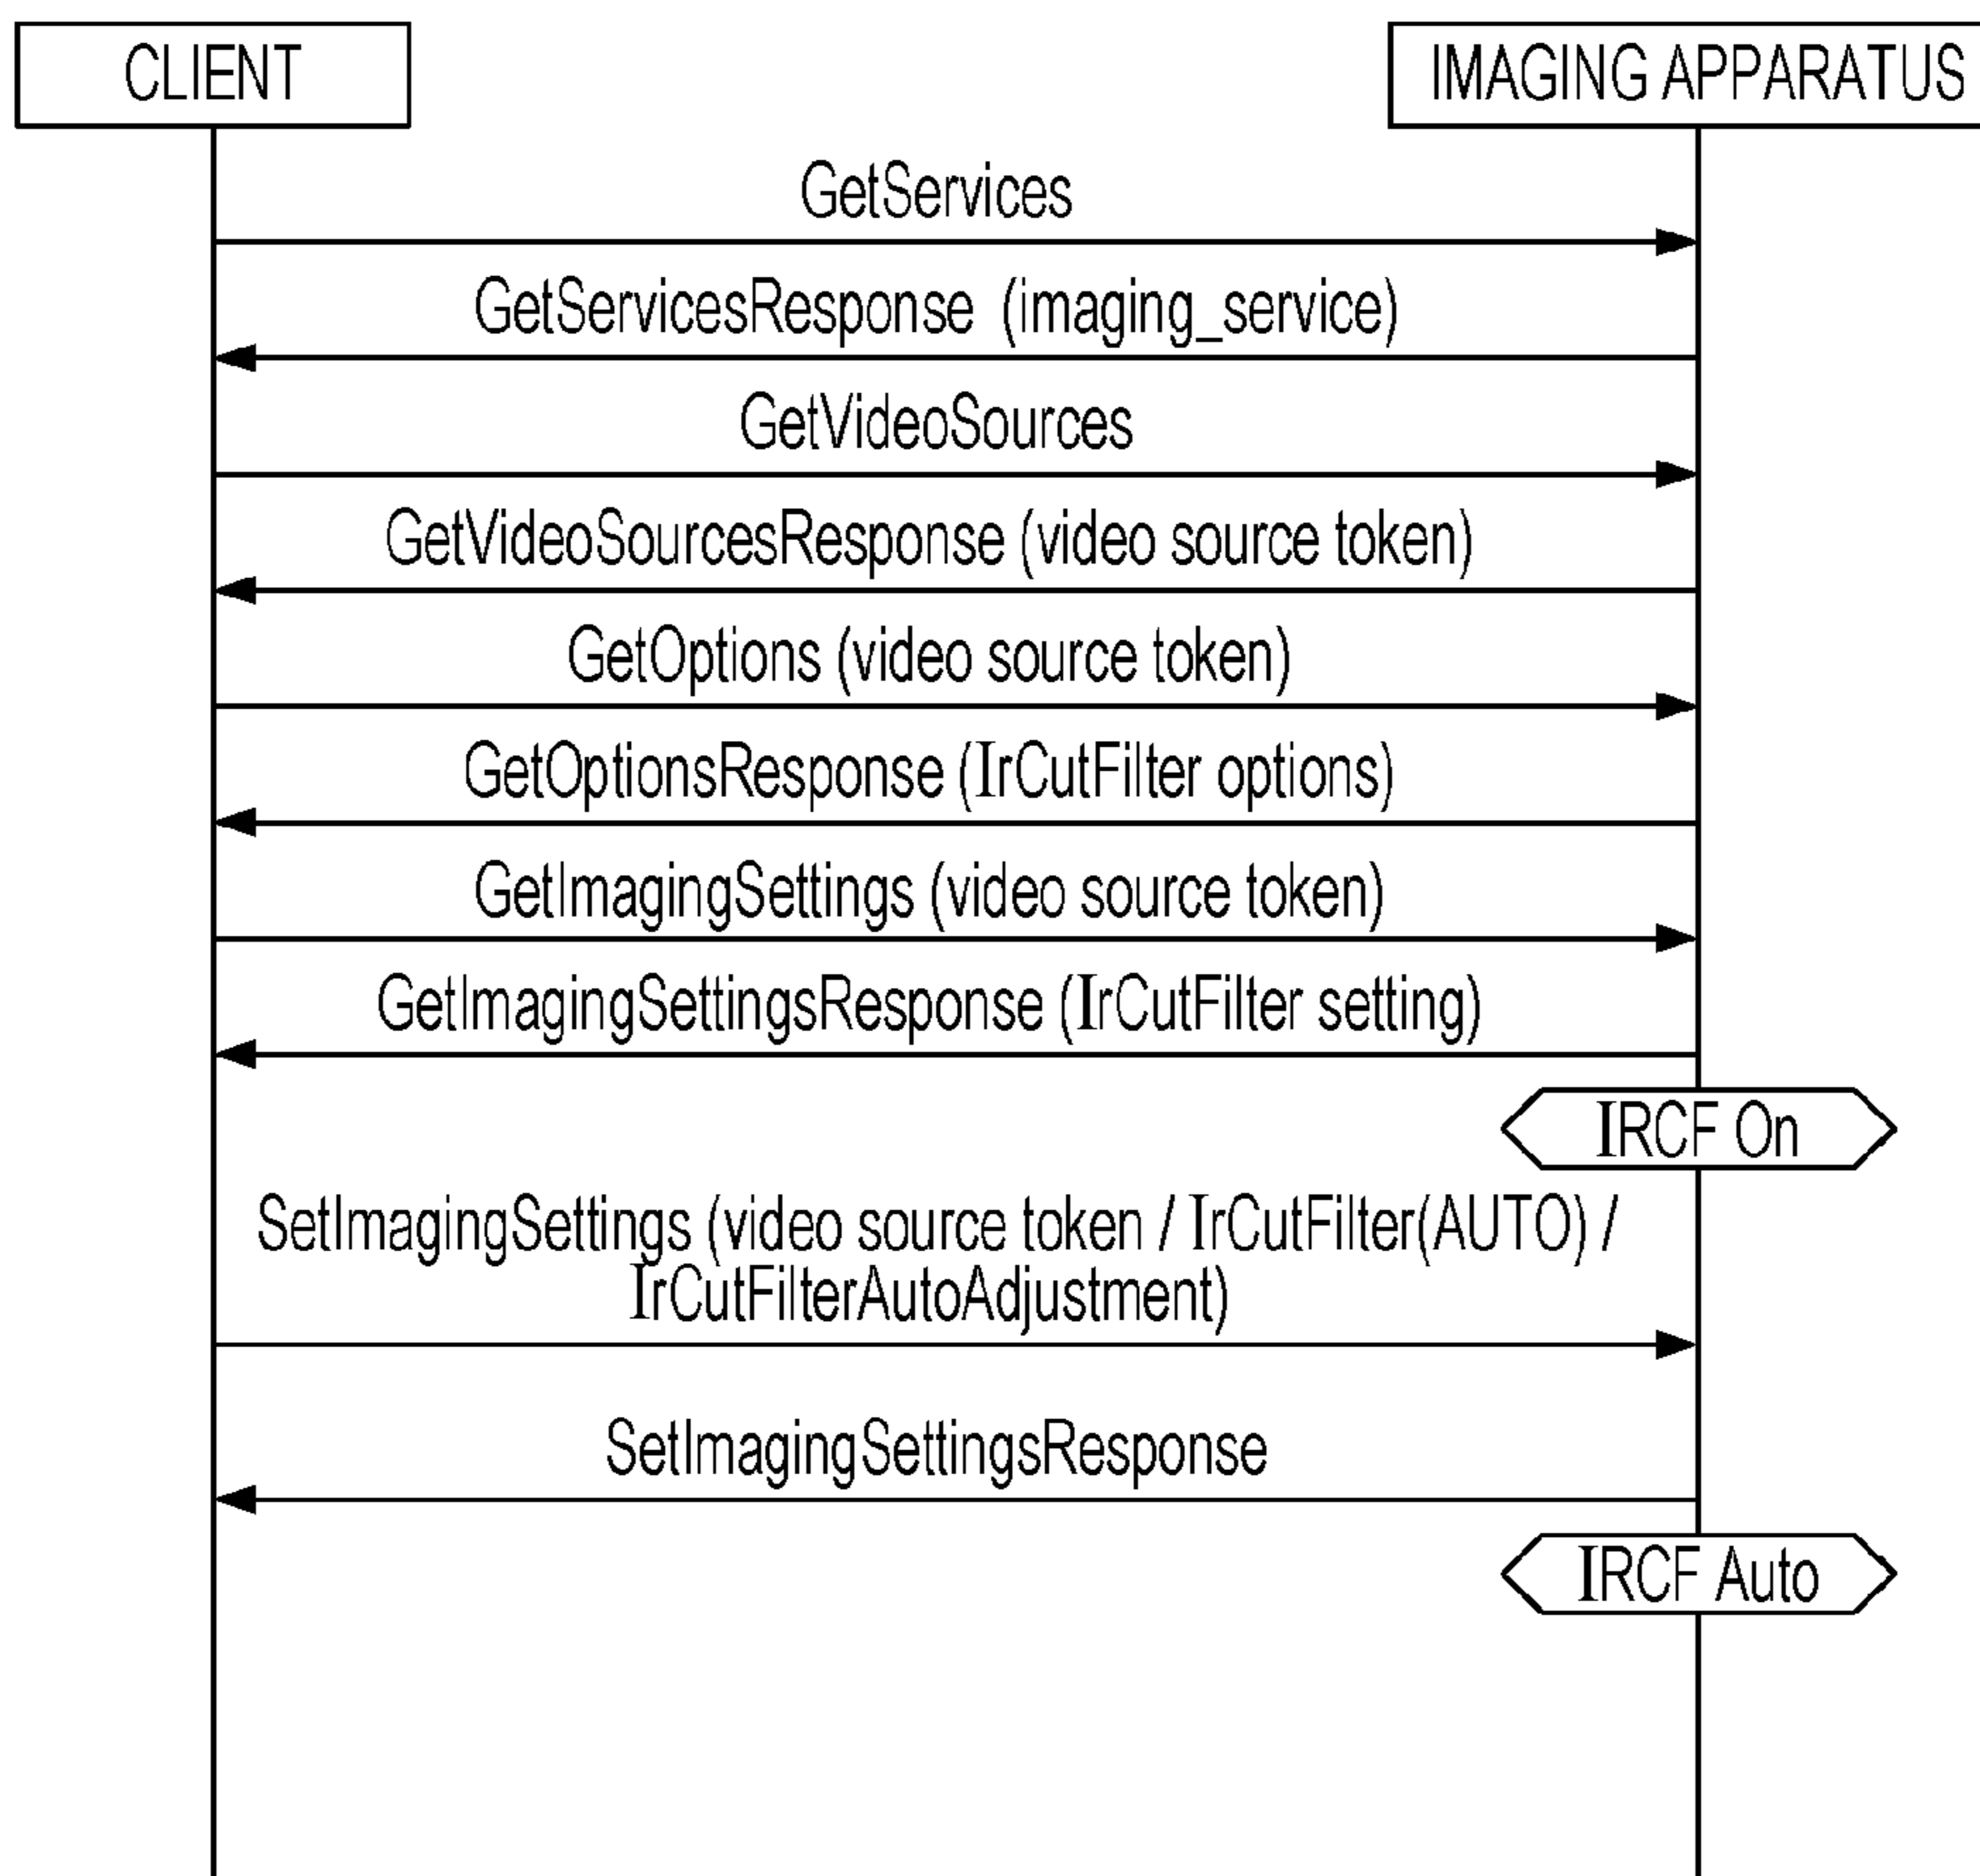 CLIENT
IMAGING APPARATUS
GetServices
GetServicesResponse (imaging_service)
GetVideoSources
GetVideoSourcesResponse (video source token)
GetOptions (video source token)
GetOptionsResponse (IrCutFilter options)
GetImagingSettings (video source token)
GetImagingSettingsResponse (IrCutFilter setting)
IRCF On
SetImagingSettings (video source token / IrCutFilter(AUTO) /
IrCutFilterAutoAdjustment)
SetImagingSettingsResponse
IRCF Auto